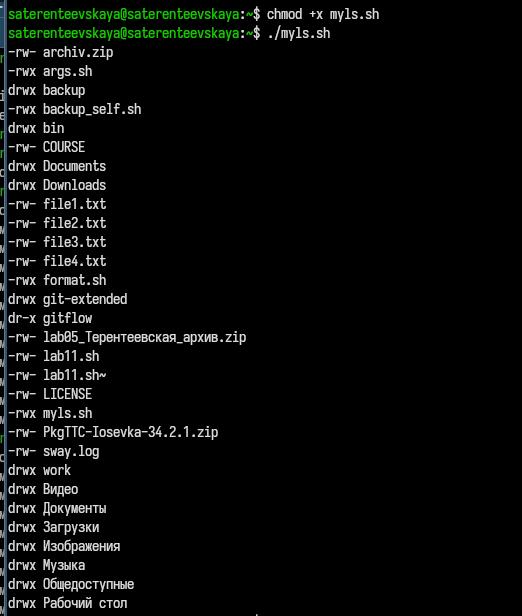 saterenteevskaya@saterenteevskaya:~$ chmod +x myls.sh
saterenteevskaya@saterenteevskaya:~$ ./myls.sh
-rw- archiv.zip
-rwx args.sh
drwx backup
-rwx backup_self.sh
drwx bin
-rw- COURSE
drwx Documents
drwx Downloads
-rw- file1.txt
-rw- file2.txt
-rw- file3.txt
-rw- file4.txt
-rwx format.sh
drwx git-extended
dr-x gitflow
-rw- lab05_Терентеевская_архив.zip
-rw- lab11.sh
-rw- lab11.sh~
-rw- LICENSE
-rwx myls.sh
-rw- PkgTTC-Iosevka-34.2.1.zip
-rw- sway.log
drwx work
drwx Видео
drwx Документы
drwx Загрузки
drwx Изображения
drwx Музыка
drwx Общедоступные
drwx Рабочий стол